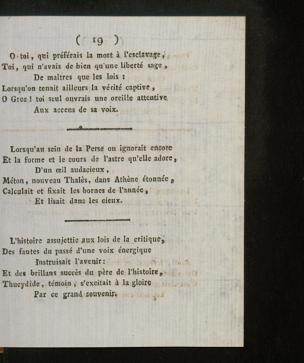 ( 19 )
O toi, qui préférais la mort à l'esclavage,
Toi, qui n'avais de bien qu'une liberté sage,
De maîtres que les lois :
Lorsqu'on tenait ailleurs la vérité captive,
O Grec ! toi seul ouvrais une oreille attentive
Aux accens de sa voix.
Lorsqu'au sein de la Perse on ignorait encore
Et la forme et le cours de l'astre qu'elle adore,
D'un œil audacieux,
Méton, nouveau Thalès, dans Athène étonnée,
Calculait et fixait les bornes de l'année,
Et lisait dans les cieux.
L'histoire assujettie aux lois de la critique,
Des fautes du passé d'une voix énergique
Instruisait l'avenir :
Et des brillans succès du père de l'histoire,
Thucydide, témoin, s'excitait à la gloire
Par ce grand souvenir.